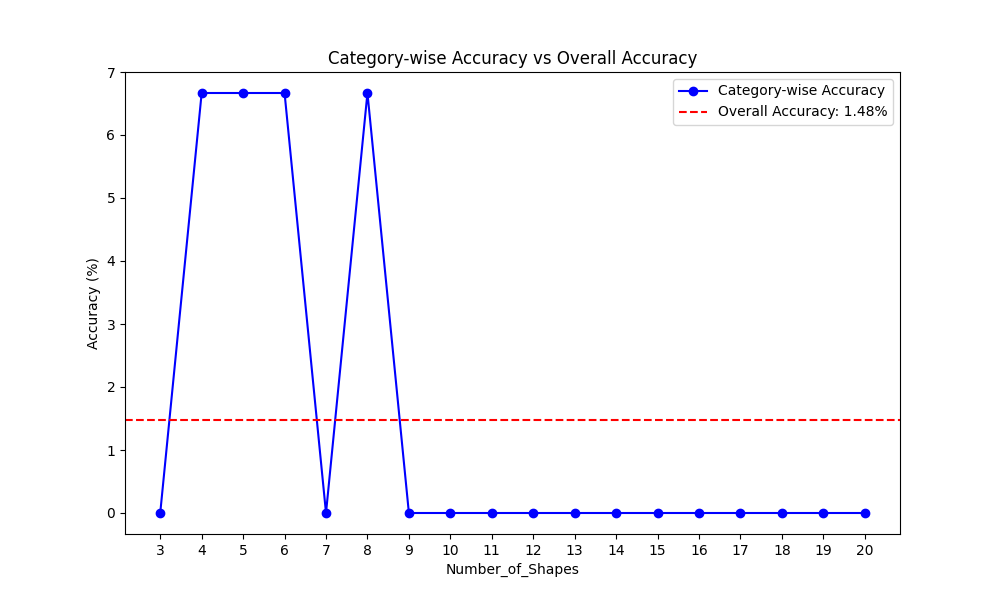 Category-wise Accuracy vs Overall Accuracy
Category-wise Accuracy
Overall Accuracy: 1.48%
Accuracy (%)
7
6
5
4
3
2
1
0
3 4 5 6 7 8 9 10 11 12 13 14 15 16 17 18 19 20
Number_of_Shapes